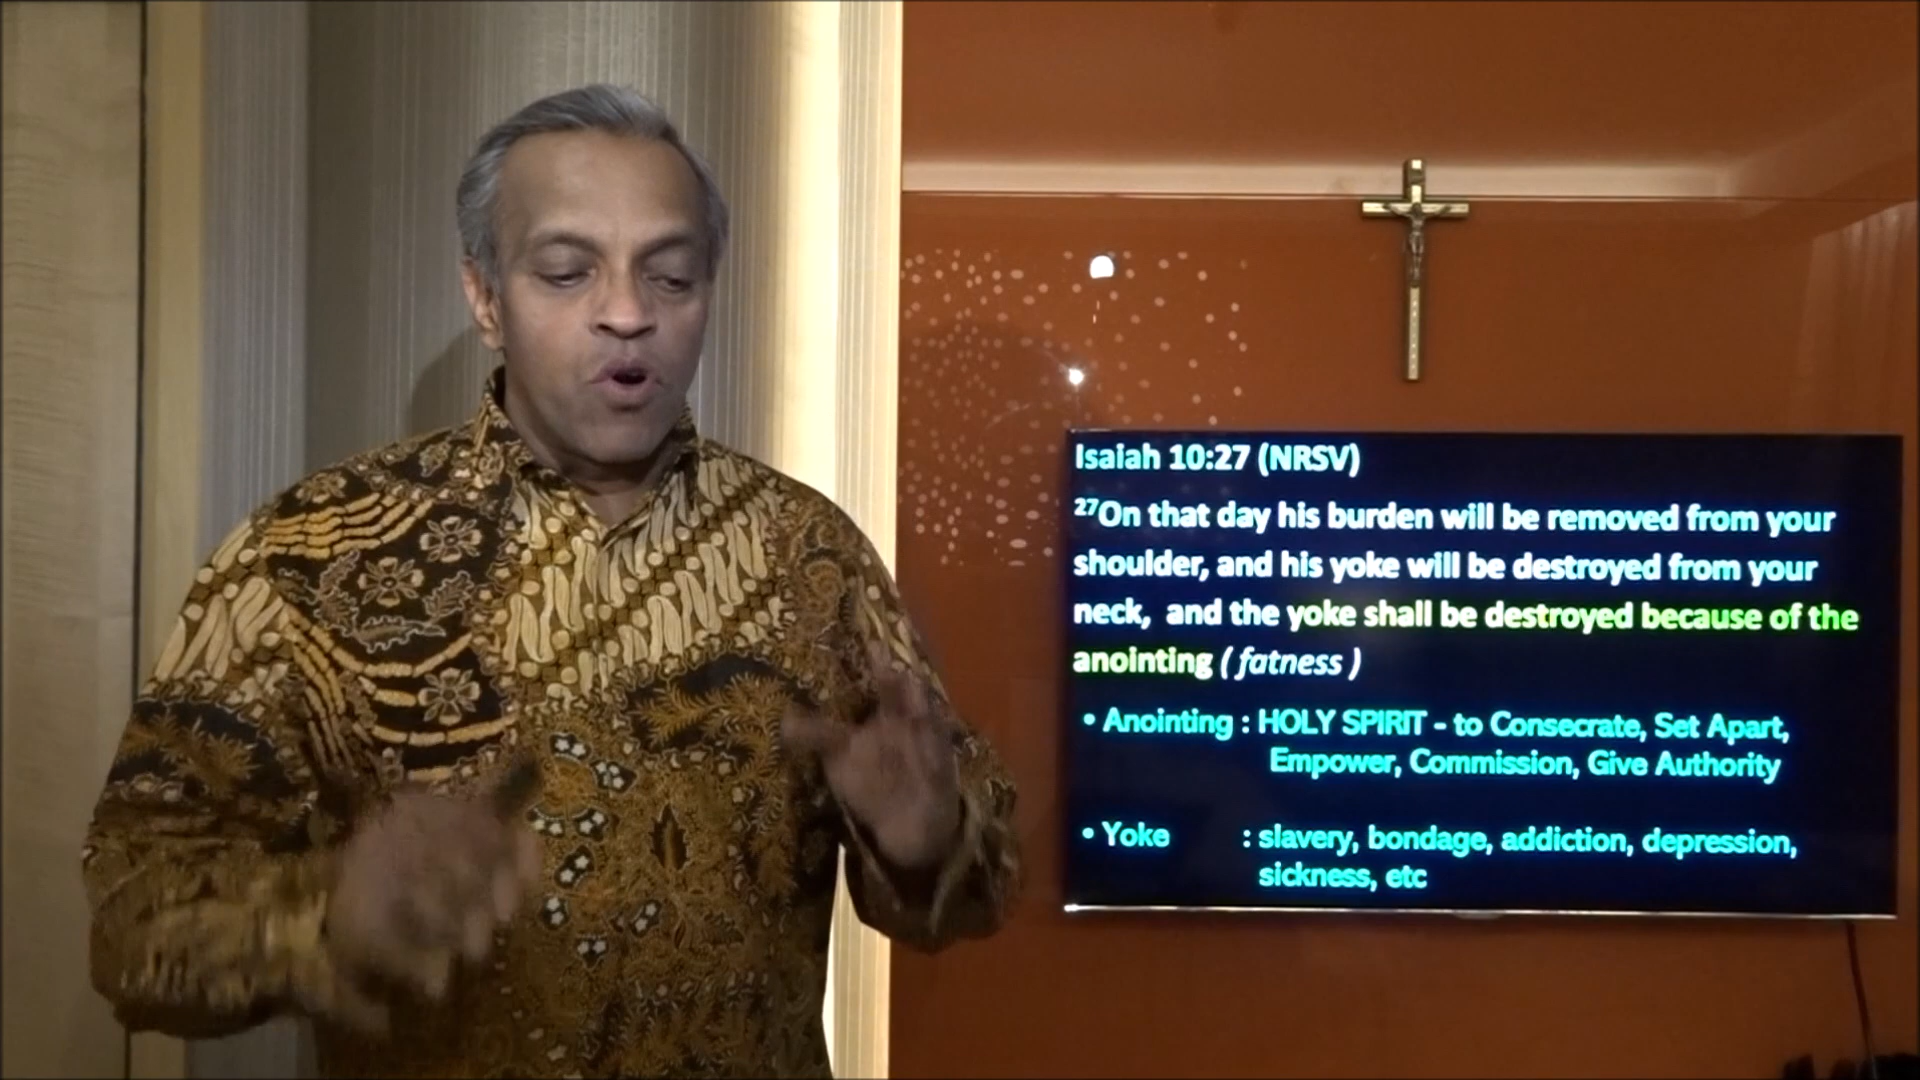 Isaiah 10:27 (NRSV)
27On that day his burden will be removed from your
shoulder, and his yoke will be destroyed from your
neck, and the yoke shall be destroyed because of the
anointing ( fatness )
• Anointing : HOLY SPIRIT - to Consecrate, Set Apart,
Empower, Commission, Give Authority
• Yoke : slavery, bondage, addiction, depression,
sickness, etc